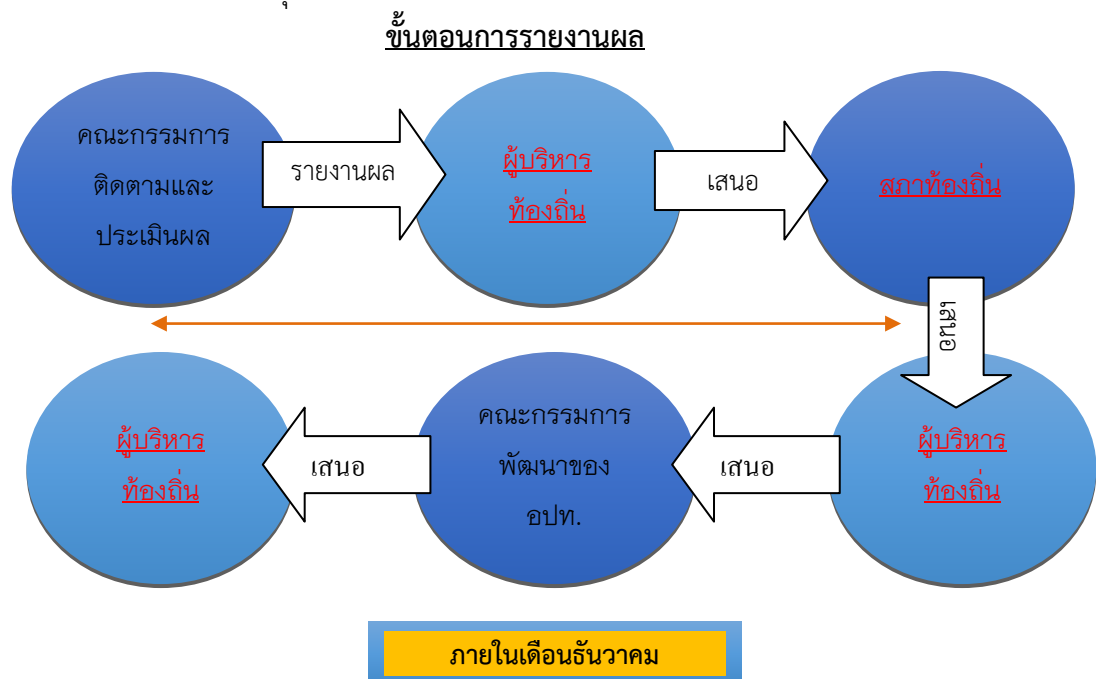 ขั้นตอนการรายงานผล
คณะกรรมการ
ติดตามและ
ประเมินผล
รายงานผล
ผู้บริหาร
ท้องถิ่น
เสนอ
สภาท้องถิ่น
เสนอ
ผู้บริหาร
ท้องถิ่น
เสนอ
คณะกรรมการ
พัฒนาของ
อปท.
เสนอ
ผู้บริหาร
ท้องถิ่น
ภายในเดือนธันวาคม